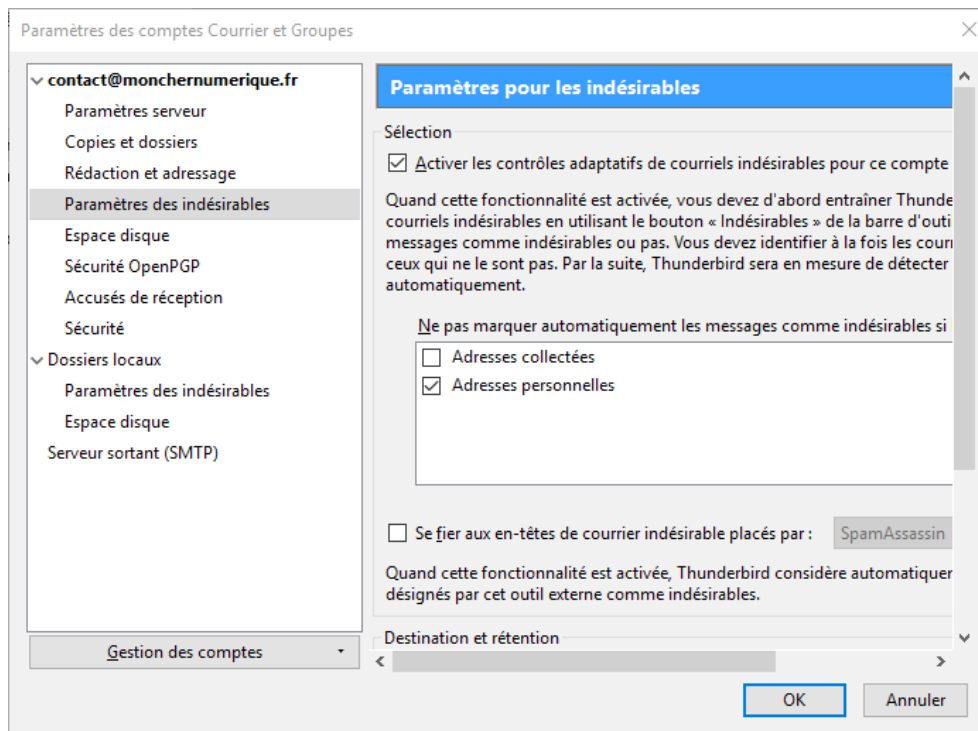 Paramètres des comptes Courrier et Groupes
contact@monchernumerique.fr
Paramètres serveur
Copies et dossiers
Rédaction et adressage
Paramètres des indésirables
Espace disque
Sécurité OpenPGP
Accusés de réception
Sécurité
Dossiers locaux
Paramètres des indésirables
Espace disque
Serveur sortant (SMTP)
Gestion des comptes
Paramètres pour les indésirables
Sélection
Activer les contrôles adaptatifs de courriels indésirables pour ce compte
Quand cette fonctionnalité est activée, vous devez d'abord entraîner Thunde
courriels indésirables en utilisant le bouton « Indésirables » de la barre d'outi
messages comme indésirables ou pas. Vous devez identifier à la fois les courr
ceux qui ne le sont pas. Par la suite, Thunderbird sera en mesure de détecter
automatiquement.
Ne pas marquer automatiquement les messages comme indésirables si
Adresses collectées
Adresses personnelles
Se fier aux en-têtes de courrier indésirable placés par : SpamAssassin
Quand cette fonctionnalité est activée, Thunderbird considère automatiquer
désignés par cet outil externe comme indésirables.
Destination et rétention
OK Annuler